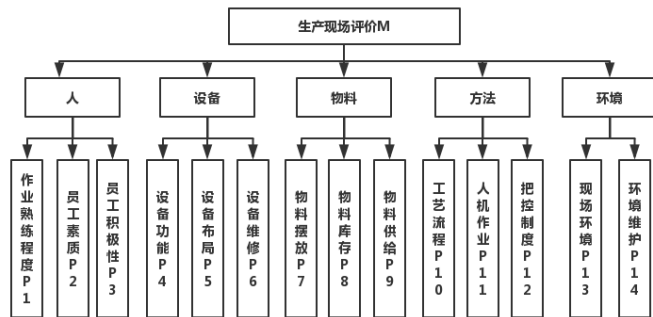 生产现场评价M
人
设备
物料
方法
环境
作业熟练程度P1
员工素质P2
员工积极性P3
设备功能P4
设备布局P5
设备维修P6
物料摆放P7
物料库存P8
物料供给P9
工艺流程P10
人机作业P11
把控制度P12
现场环境P13
环境维护P14